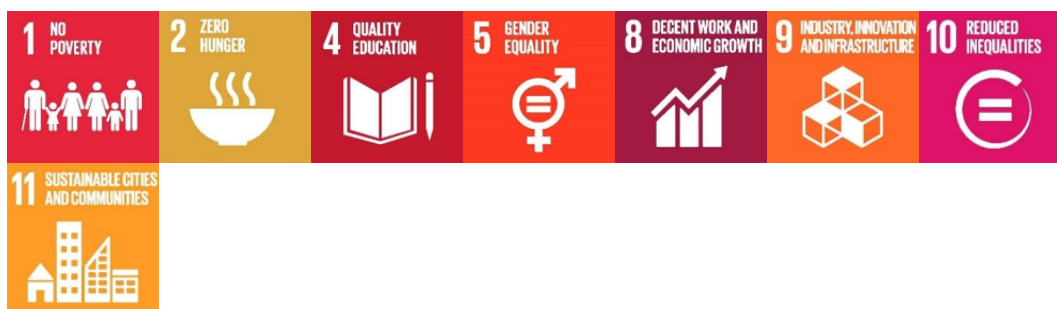 1 NO
POVERTY
2 ZERO
HUNGER
4 QUALITY
EDUCATION
5 GENDER
EQUALITY
8 DECENT WORK AND
ECONOMIC GROWTH
9 INDUSTRY, INNOVATION
AND INFRASTRUCTURE
10 REDUCED
INEQUALITIES
11 SUSTAINABLE CITIES
AND COMMUNITIES